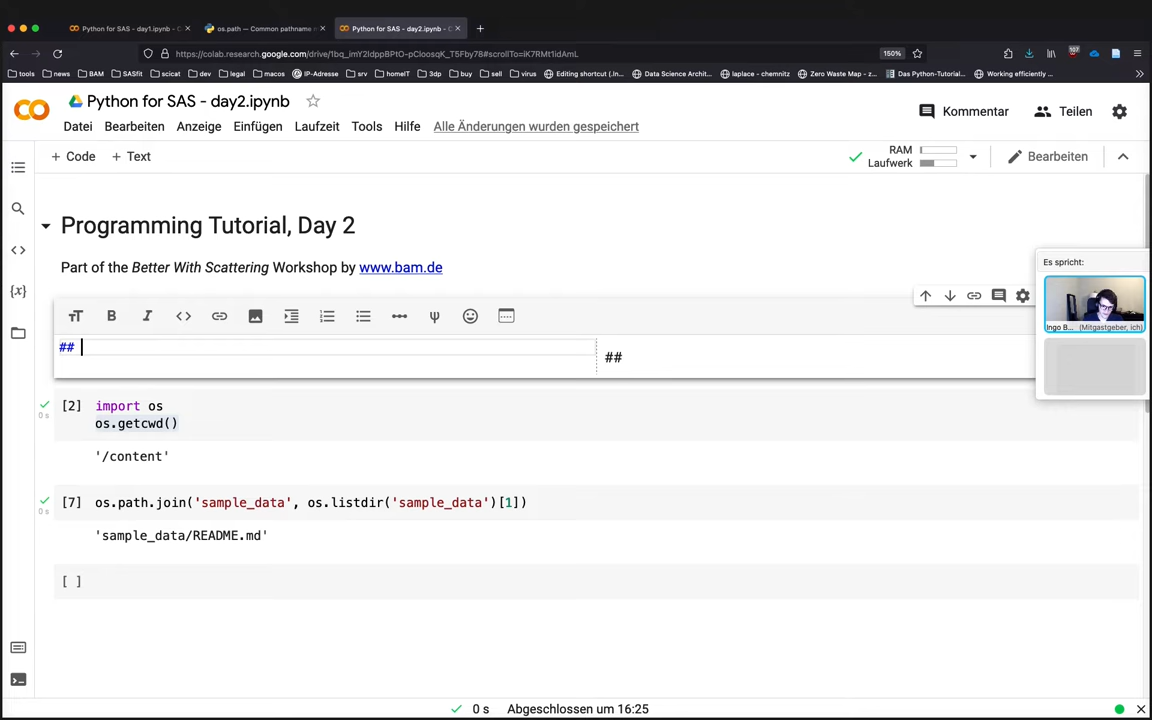 Python for SAS - day1.ipynb - C
os.path — Common pathname
Python for SAS - day2.ipynb - C
https://colab.research.google.com/drive/1bq_imY2ldppBPtO-pCloosqK_T5Fby78#scrollTo=iK7RMt1idAmL
150%
107
tools
news
BAM
SASfit
scicat
dev
legal
macos
IP-Adresse
srv
homeIT
3dp
buy
sell
virus
Editing shortcut (.In...
Data Science Archit...
laplace - chemnitz
Zero Waste Map - z...
Das Python-Tutorial...
Working efficiently ...
Python for SAS - day2.ipynb
Datei Bearbeiten Anzeige Einfügen Laufzeit Tools Hilfe Alle Änderungen wurden gespeichert
Kommentar
Teilen
+ Code + Text
RAM
Laufwerk
Bearbeiten
Programming Tutorial, Day 2
Part of the Better With Scattering Workshop by www.bam.de
Es spricht:
Ingo B... (Mitgastgeber, ich)
##
##
[2] import os
0 s
os.getcwd()
'/content'
[7] os.path.join('sample_data', os.listdir('sample_data')[1])
0 s
'sample_data/README.md'
[ ]
0 s Abgeschlossen um 16:25